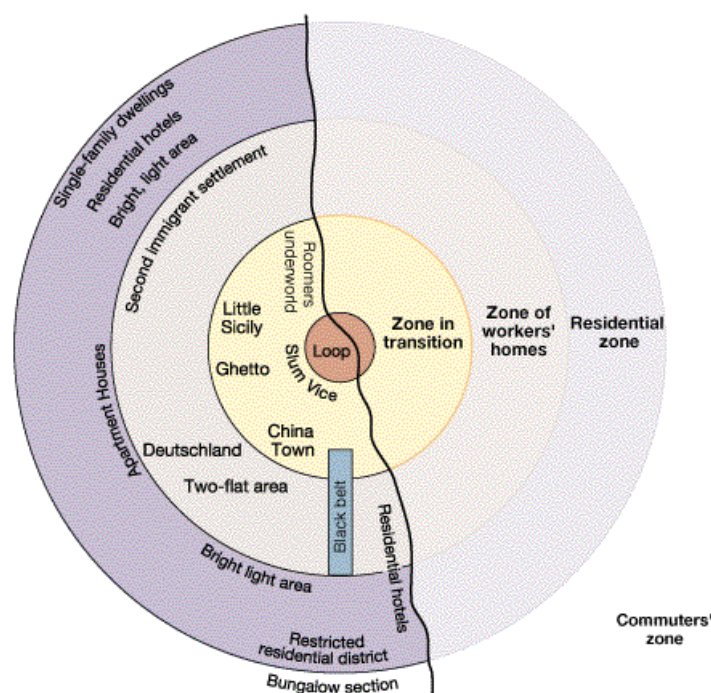 Single-family dwellings
Residential hotels
Bright, light area
Second immigrant settlement
Roomers
underworld
Little
Sicily
Ghetto
Loop
Slum Vice
Zone in
transition
Zone of
workers'
homes
Residential
zone
China
Town
Deutschland
Two-flat area
Apartment Houses
Black belt
Residential hotels
Bright light area
Restricted
residential district
Bungalow section
Commuters'
zone